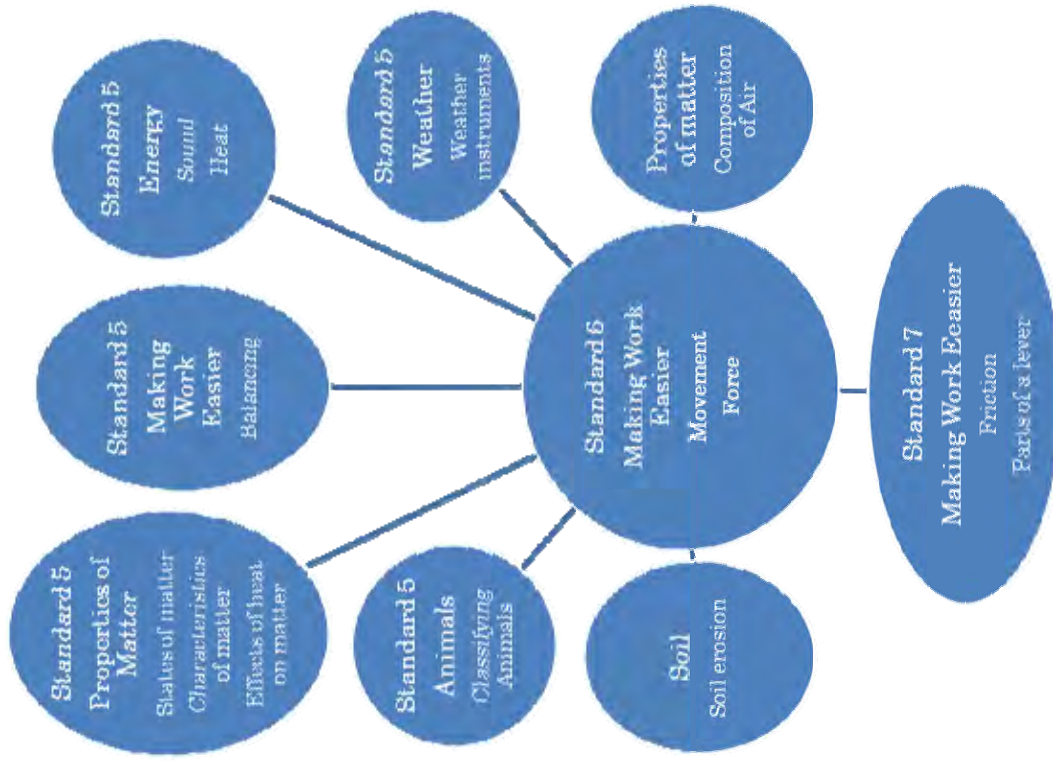 Standard 5
Properties of
Matter
States of matter
Characteristics
of matter
Effects of heat
on matter
Standard 5
Making
Work
Easier
Balancing
Standard 5
Energy
Sound
Heat
Standard 5
Animals
Classifying
Animals
Standard 5
Weather
Weather
instruments
Standard 6
Making Work
Easier
Movement
Force
Soil
Soil erosion
Properties
of matter
Composition
of Air
Standard 7
Making Work Eeasier
Friction
Parts of a lever